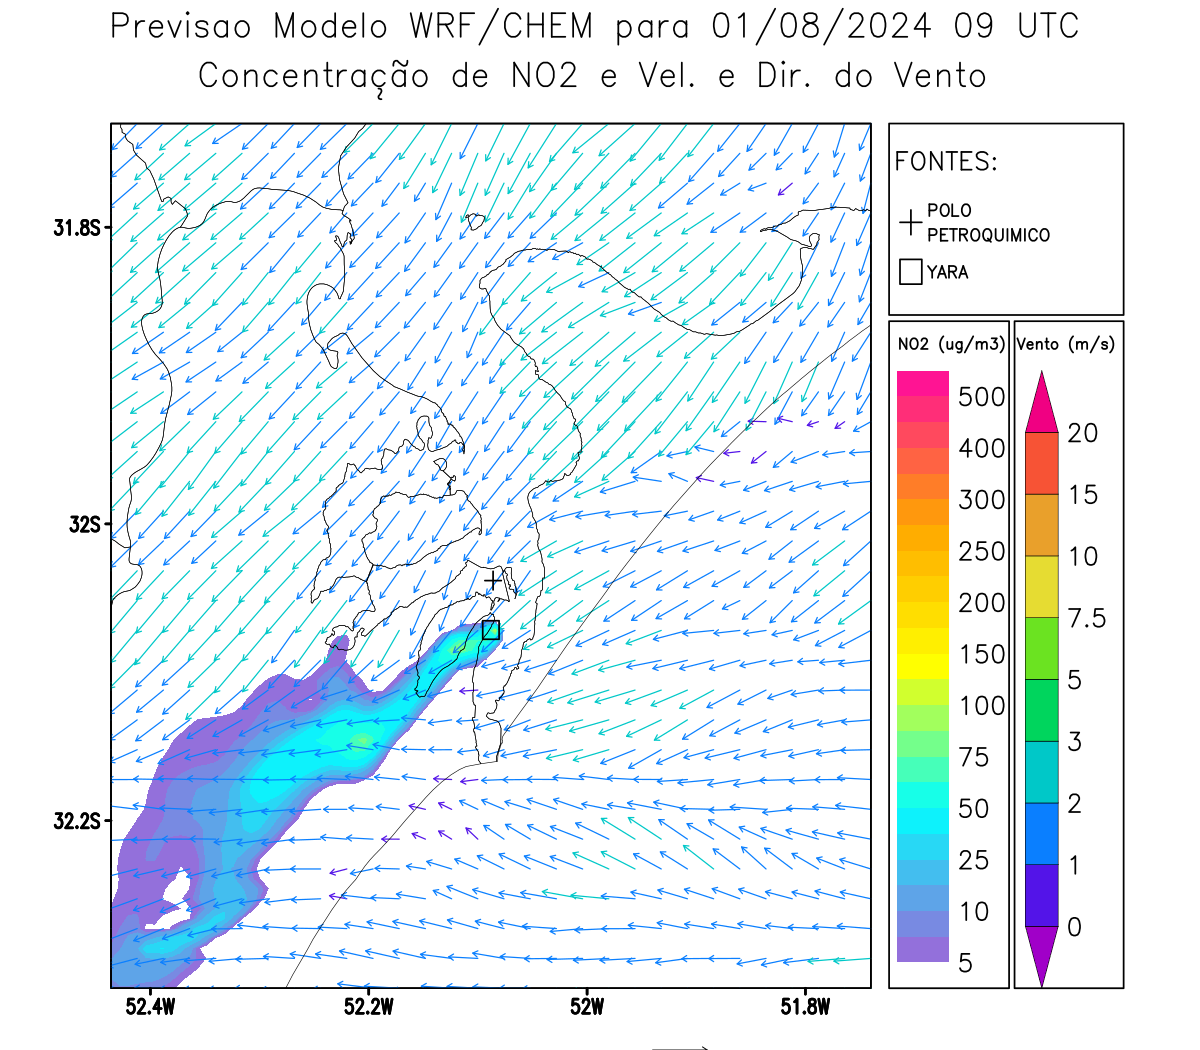 Previsao Modelo WRF/CHEM para 01/08/2024 09 UTC
Concentração de NO2 e Vel. e Dir. do Vento
FONTES:
POLO
PETROQUIMICO
YARA
NO2 (ug/m3)
500
400
300
250
200
150
100
75
50
25
10
5
Vento (m/s)
20
15
10
7.5
5
3
2
1
0
31.8S
32S
32.2S
52.4W 52.2W 52W 51.8W